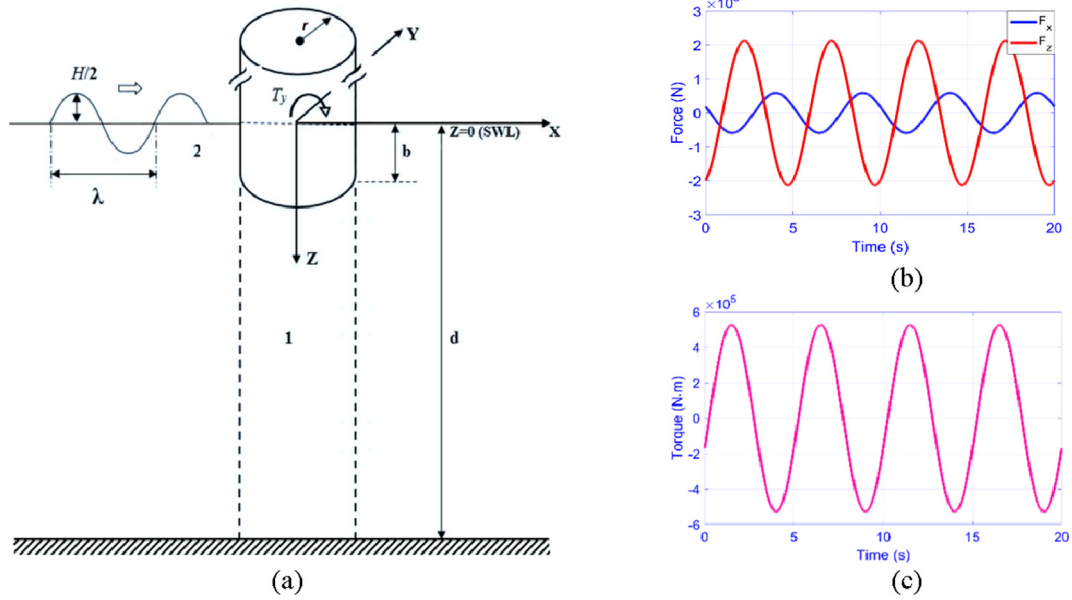 r
Y
H/2
T_y
Z=0 (SWL)
X
2
b
λ
Z
1
d
(a)
F_x
F_z
3
2
1
0
-1
-2
-3
Force (N)
0 5 10 15 20
Time (s)
(b)
×10^5
6
4
2
0
-2
-4
-6
Torque (N.m)
0 5 10 15 20
Time (s)
(c)